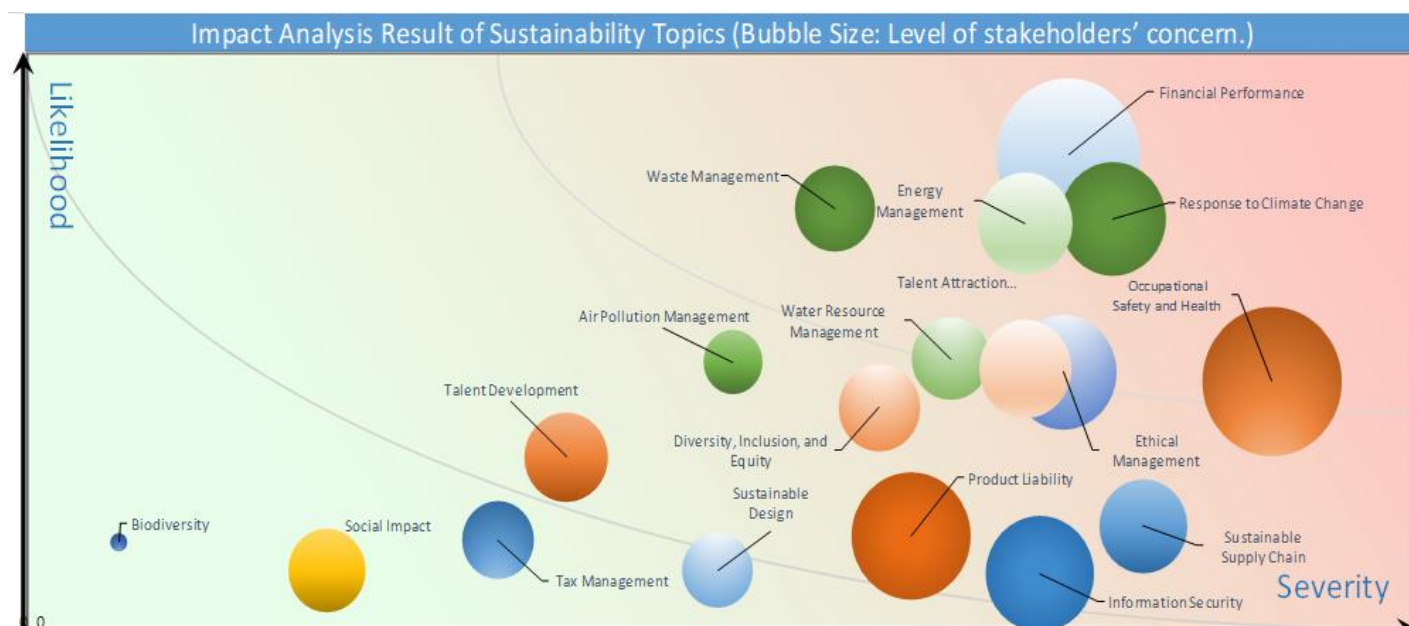 Impact Analysis Result of Sustainability Topics (Bubble Size: Level of stakeholders' concern.)
Likelihood
Financial Performance
Waste Management
Energy
Management
Response to Climate Change
Talent Attraction...
Occupational
Safety and Health
Water Resource
Management
Air Pollution Management
Talent Development
Diversity, Inclusion, and
Equity
Ethical
Management
Product Liability
Sustainable
Design
Biodiversity
Social Impact
Tax Management
Sustainable
Supply Chain
Information Security
Severity
0